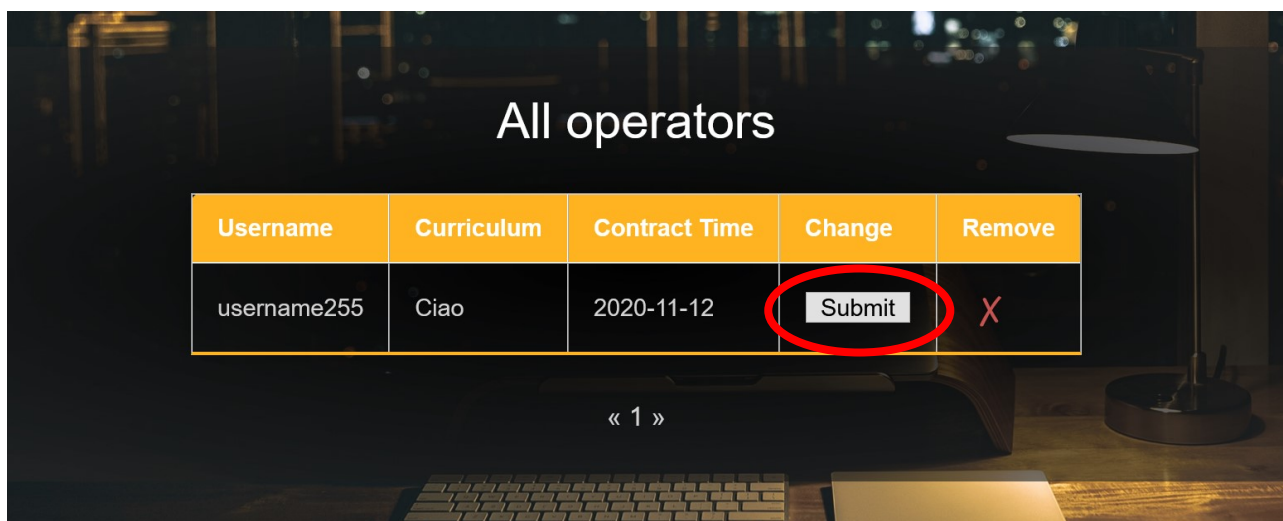 All operators
Username Curriculum Contract Time Change Remove
username255 Ciao 2020-11-12 Submit X
« 1 »